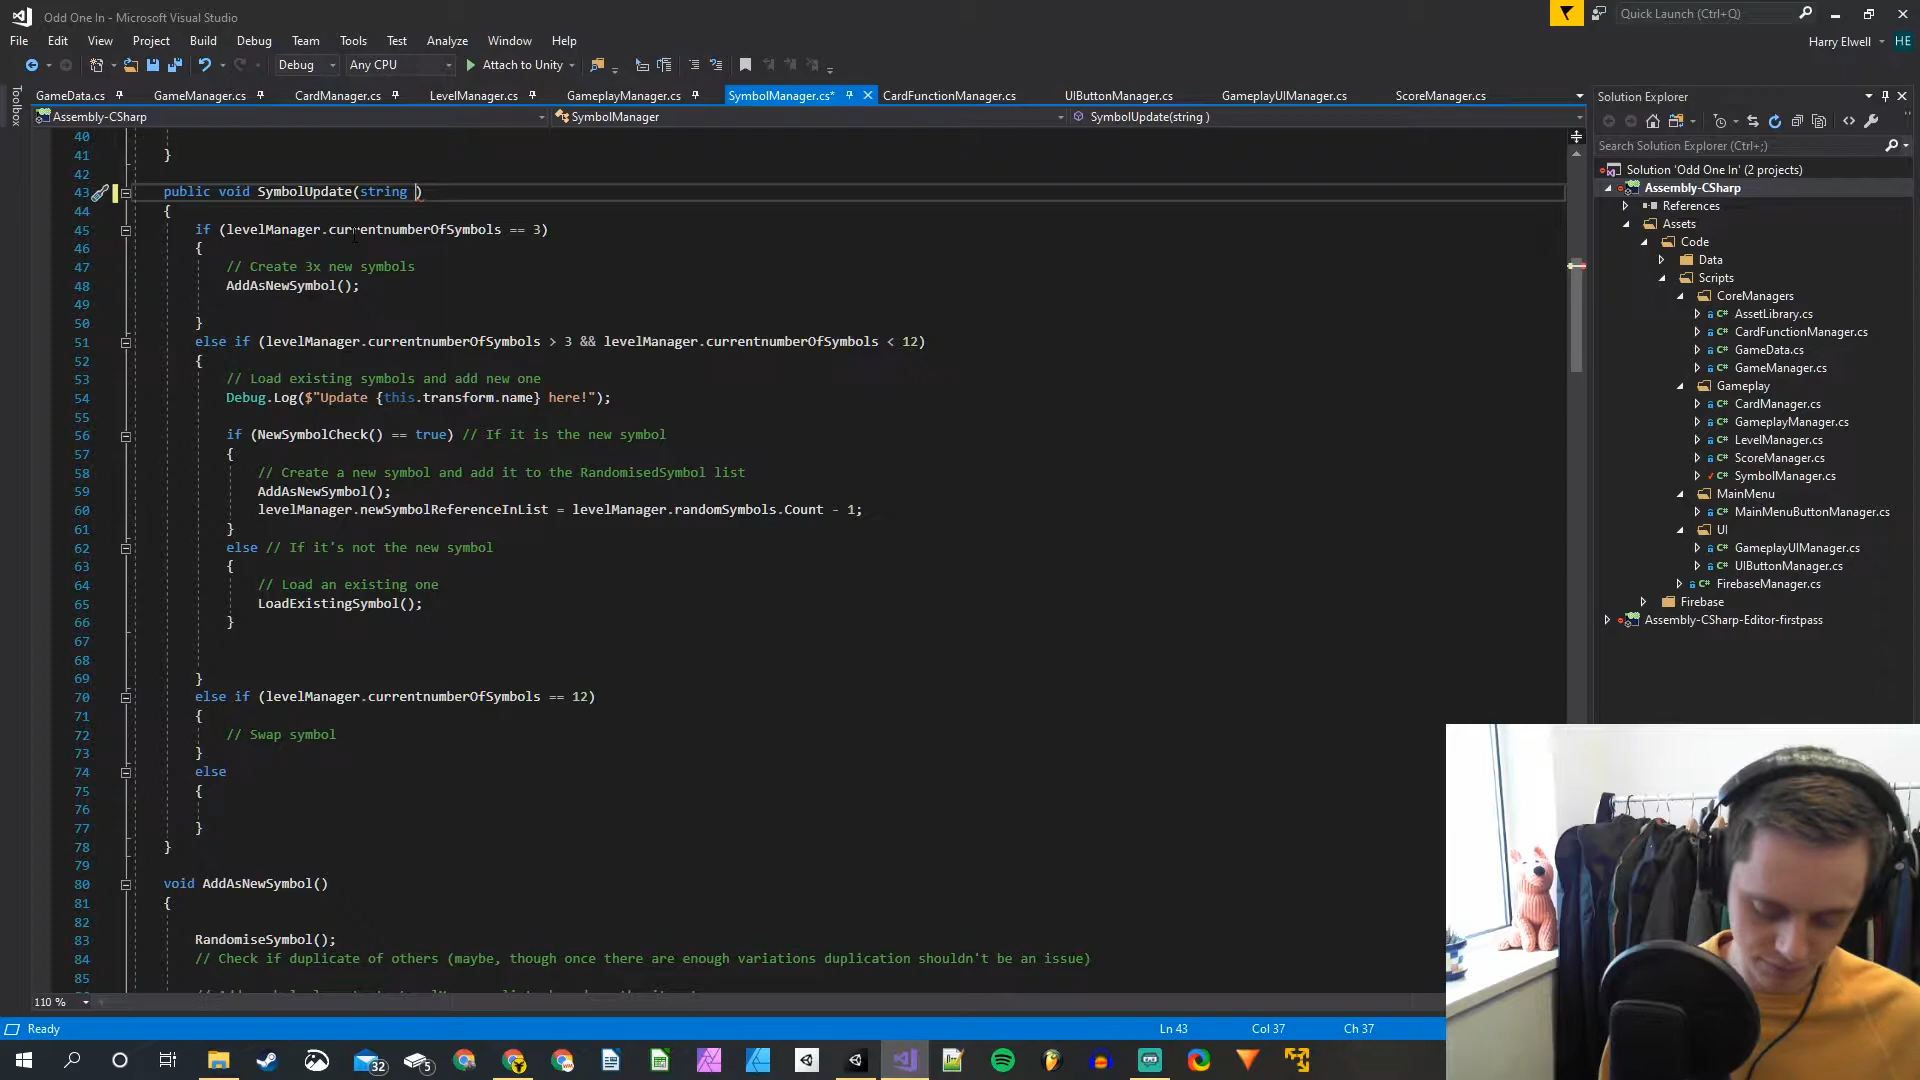 Odd One In - Microsoft Visual Studio
Quick Launch (Ctrl+Q)
File Edit View Project Build Debug Team Tools Test Analyze Window Help
Harry Elwell HE
Debug Any CPU Attach to Unity
Toolbox
GameData.cs GameManager.cs CardManager.cs LevelManager.cs GameplayManager.cs SymbolManager.cs* CardFunctionManager.cs UIButtonManager.cs GameplayUIManager.cs ScoreManager.cs
Assembly-CSharp SymbolManager SymbolUpdate(string )
40
41 }
42
43 public void SymbolUpdate(string )
44 {
45 if (levelManager.currentnumberOfSymbols == 3)
46 {
47 // Create 3x new symbols
48 AddAsNewSymbol();
49
50 }
51 else if (levelManager.currentnumberOfSymbols > 3 && levelManager.currentnumberOfSymbols < 12)
52 {
53 // Load existing symbols and add new one
54 Debug.Log($"Update {this.transform.name} here!");
55
56 if (NewSymbolCheck() == true) // If it is the new symbol
57 {
58 // Create a new symbol and add it to the RandomisedSymbol list
59 AddAsNewSymbol();
60 levelManager.newSymbolReferenceInList = levelManager.randomSymbols.Count - 1;
61 }
62 else // If it's not the new symbol
63 {
64 // Load an existing one
65 LoadExistingSymbol();
66 }
67
68
69 }
70 else if (levelManager.currentnumberOfSymbols == 12)
71 {
72 // Swap symbol
73 }
74 else
75 {
76
77 }
78 }
79
80 void AddAsNewSymbol()
81 {
82
83 RandomiseSymbol();
84 // Check if duplicate of others (maybe, though once there are enough variations duplication shouldn't be an issue)
85
110 %
Solution Explorer
Search Solution Explorer (Ctrl+;)
Solution 'Odd One In' (2 projects)
Assembly-CSharp
References
Assets
Code
Data
Scripts
CoreManagers
AssetLibrary.cs
CardFunctionManager.cs
GameData.cs
GameManager.cs
Gameplay
CardManager.cs
GameplayManager.cs
LevelManager.cs
ScoreManager.cs
SymbolManager.cs
MainMenu
MainMenuButtonManager.cs
UI
GameplayUIManager.cs
UIButtonManager.cs
FirebaseManager.cs
Firebase
Assembly-CSharp-Editor-firstpass
Ready Ln 43 Col 37 Ch 37
32 5